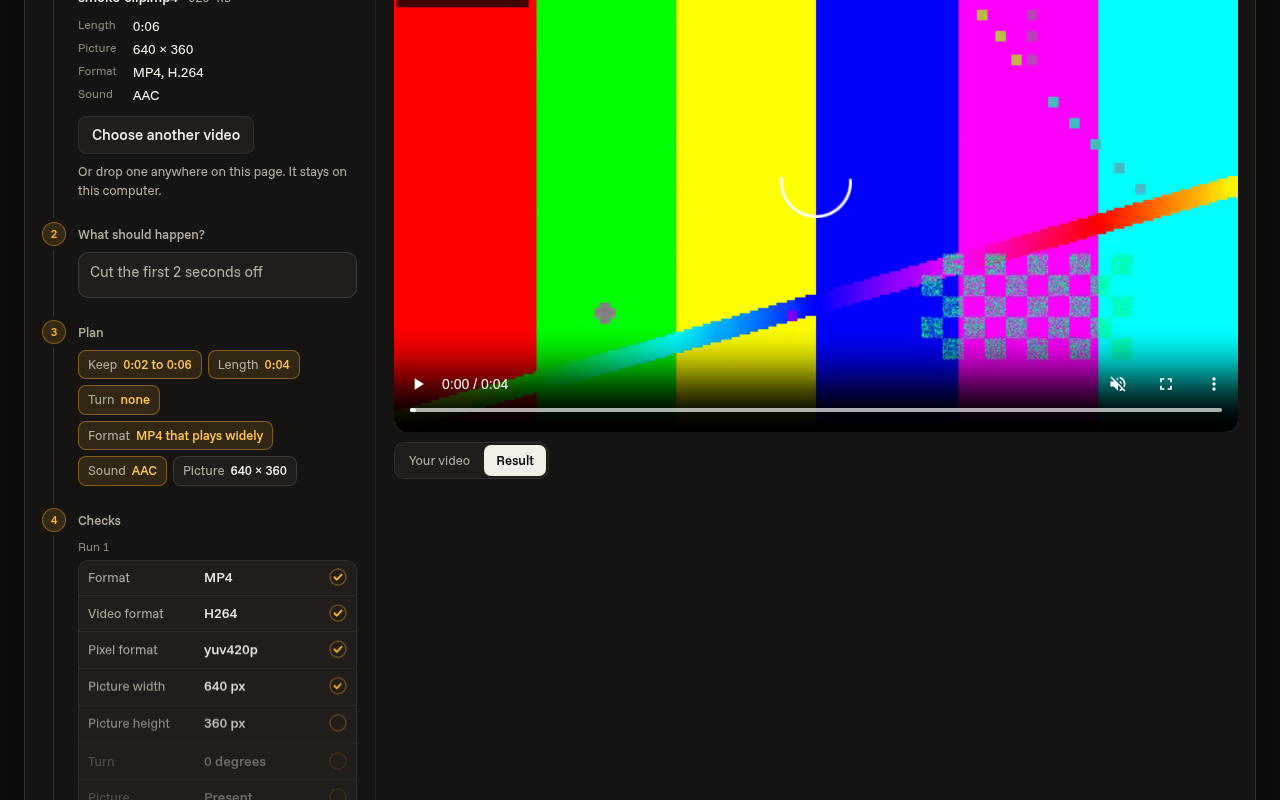 Length 0:06
Picture 640 × 360
Format MP4, H.264
Sound AAC
Choose another video
Or drop one anywhere on this page. It stays on
this computer.
2 What should happen?
Cut the first 2 seconds off
3 Plan
Keep 0:02 to 0:06 Length 0:04
Turn none
Format MP4 that plays widely
Sound AAC Picture 640 × 360
4 Checks
Run 1
Format MP4
Video format H264
Pixel format yuv420p
Picture width 640 px
Picture height 360 px
Turn 0 degrees
Picture Present
0:00 / 0:04
Your video Result